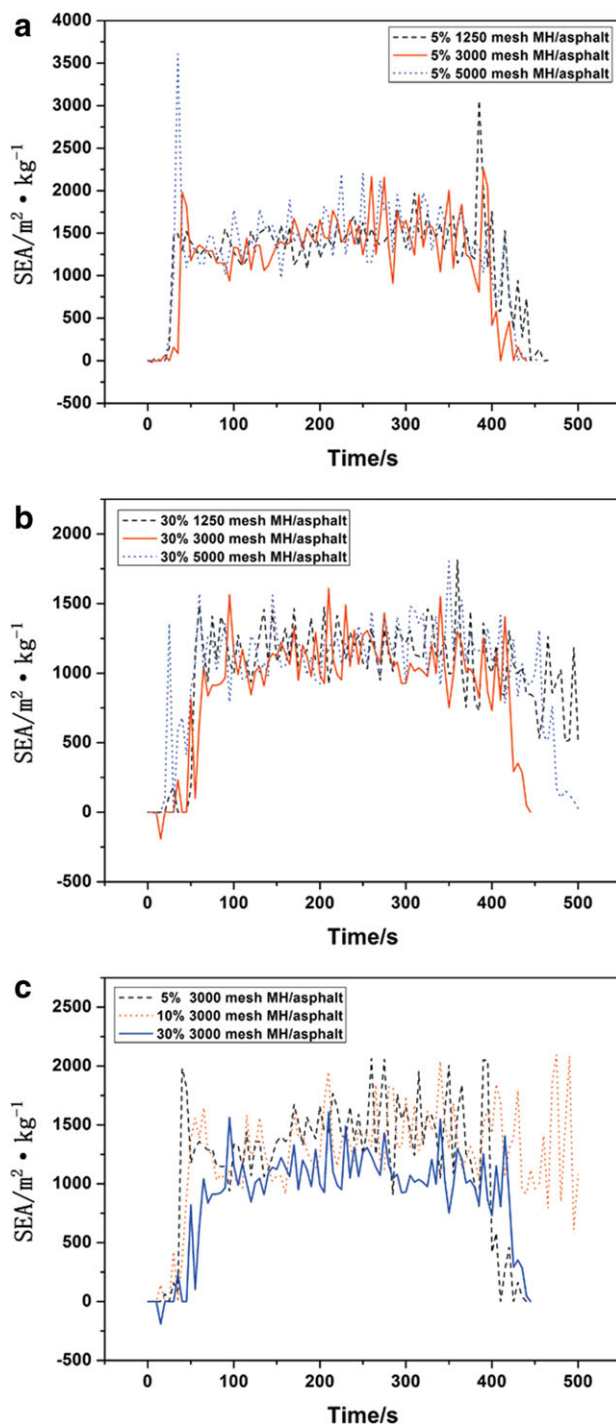 a
4000
3500
3000
2500
2000
1500
1000
500
0
-500
SEA/m² • kg⁻¹
5% 1250 mesh MH/asphalt
5% 3000 mesh MH/asphalt
5% 5000 mesh MH/asphalt
0 100 200 300 400 500
Time/s
b
2000
1500
1000
500
0
-500
SEA/m² • kg⁻¹
30% 1250 mesh MH/asphalt
30% 3000 mesh MH/asphalt
30% 5000 mesh MH/asphalt
0 100 200 300 400 500
Time/s
c
2500
2000
1500
1000
500
0
-500
SEA/m² • kg⁻¹
5% 3000 mesh MH/asphalt
10% 3000 mesh MH/asphalt
30% 3000 mesh MH/asphalt
0 100 200 300 400 500
Time/s